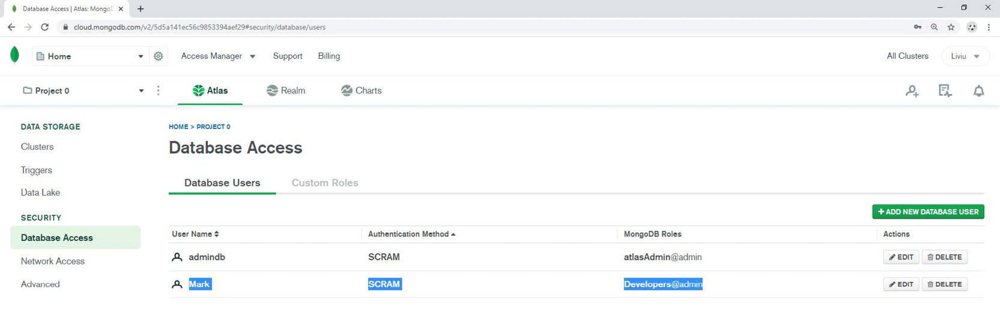 Database Access | Atlas: MongoD
cloud.mongodb.com/v2/5d5a141ec56c9853394aef29#security/database/users
Home
Access Manager
Support
Billing
All Clusters
Liviu
Project 0
Atlas
Realm
Charts
DATA STORAGE
Clusters
Triggers
Data Lake
SECURITY
Database Access
Network Access
Advanced
HOME > PROJECT 0
Database Access
Database Users Custom Roles
+ ADD NEW DATABASE USER
User Name Authentication Method MongoDB Roles Actions
admindb SCRAM atlasAdmin@admin EDIT DELETE
Mark SCRAM Developers@admin EDIT DELETE